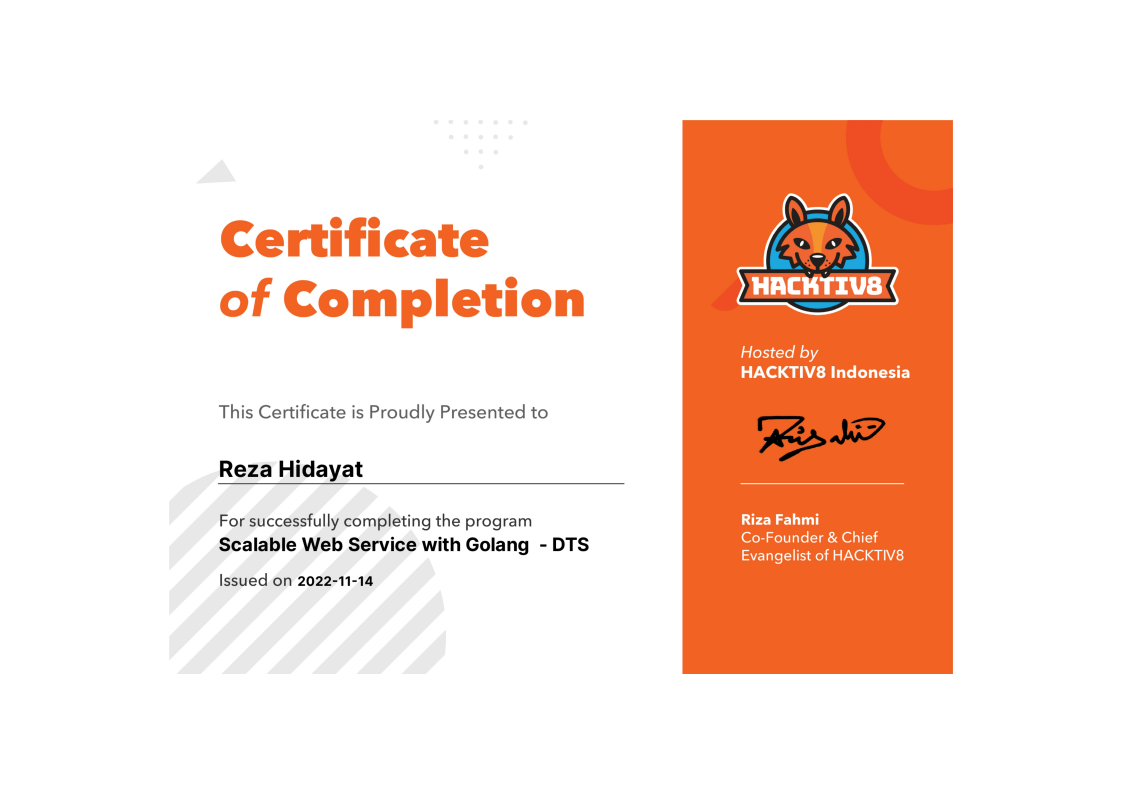 Certificate
of Completion
This Certificate is Proudly Presented to
Reza Hidayat
For successfully completing the program
Scalable Web Service with Golang  - DTS
Issued on 2022-11-14
HACKTIV8
Hosted by
HACKTIV8 Indonesia
Riza Fahmi
Co-Founder & Chief
Evangelist of HACKTIV8